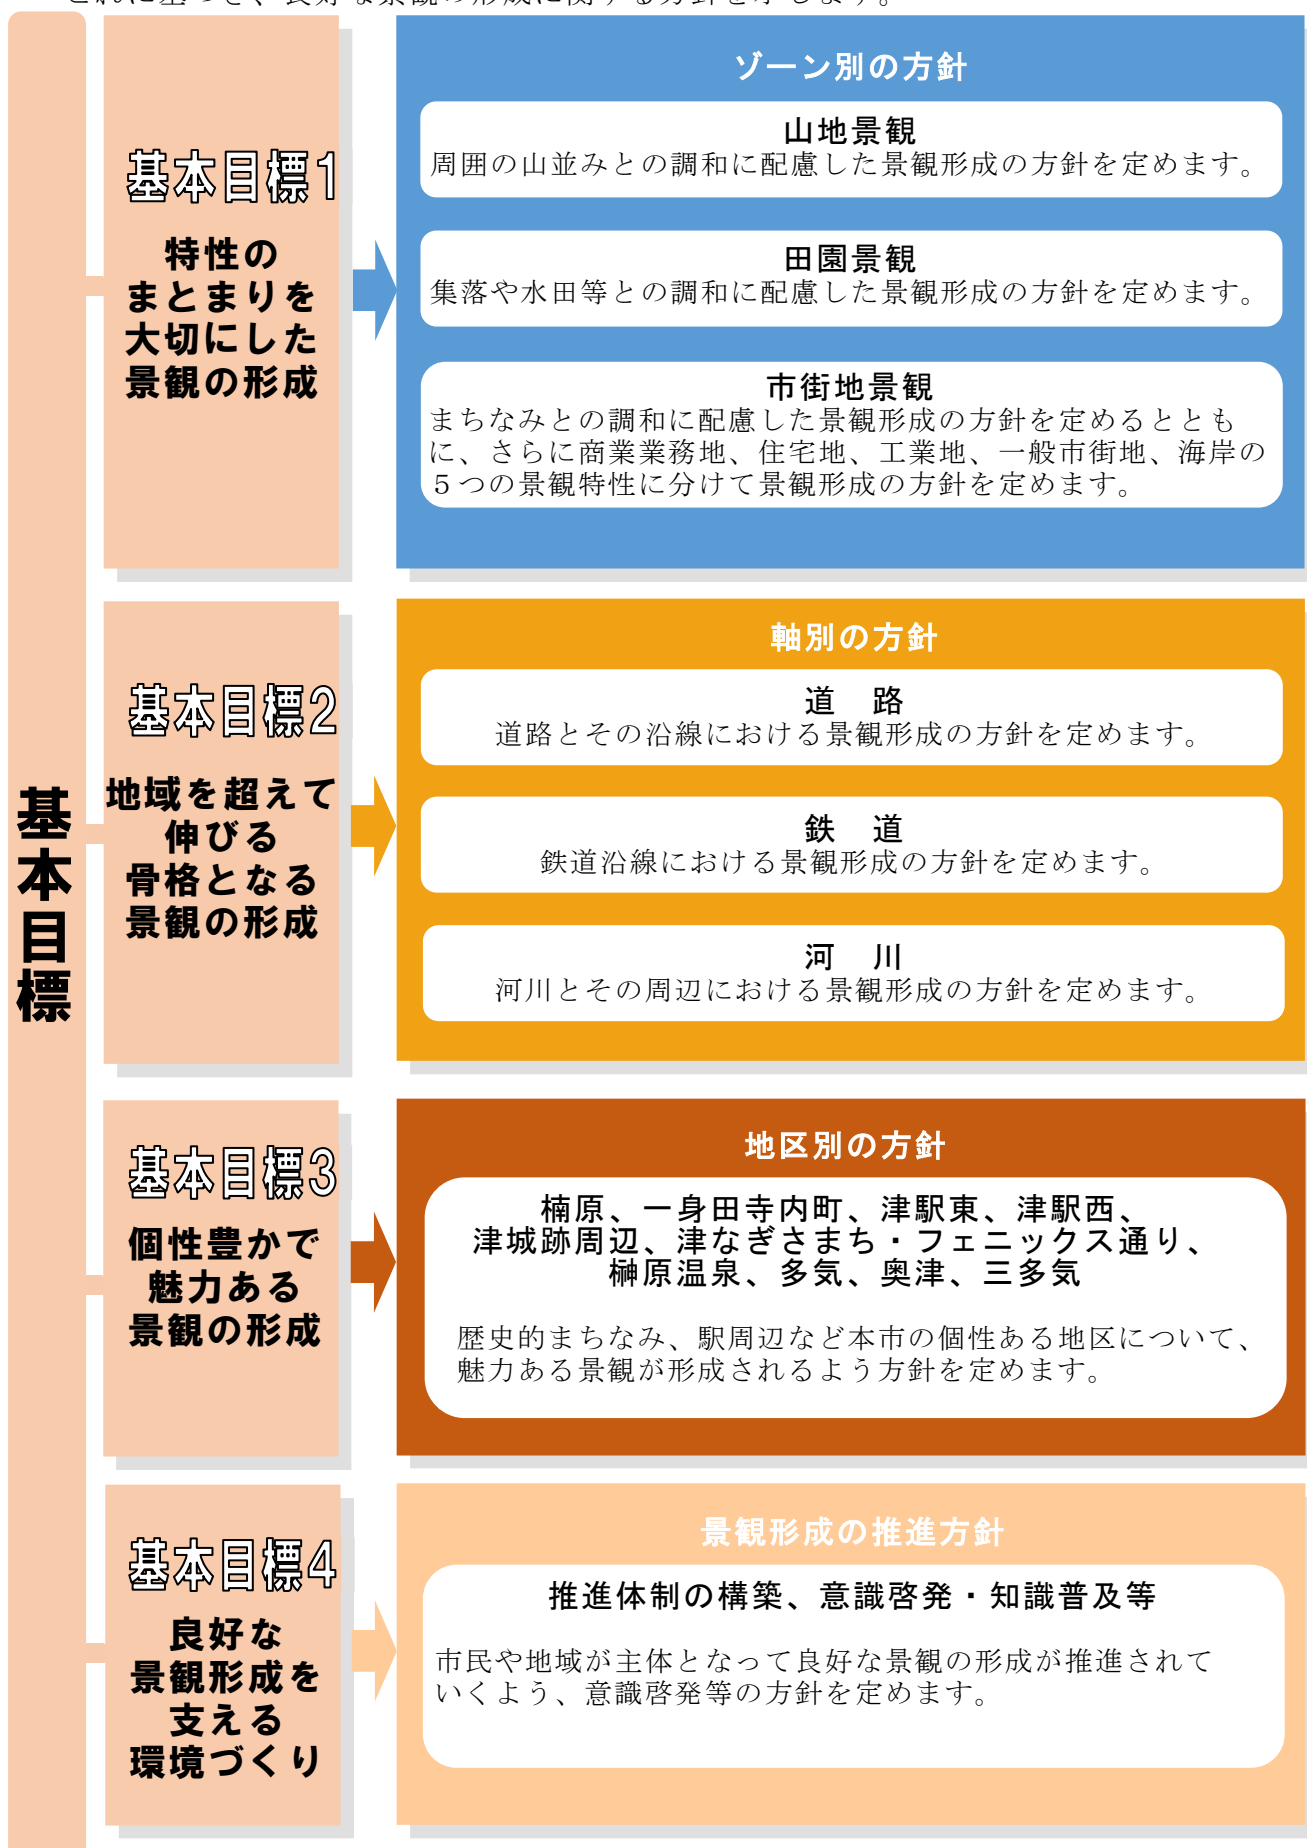 これに基づき、良好な景観の形成に関する方針を示します。
基本目標
基本目標1
特性の
まとまりを
大切にした
景観の形成
ゾーン別の方針
山地景観
周囲の山並みとの調和に配慮した景観形成の方針を定めます。
田園景観
集落や水田等との調和に配慮した景観形成の方針を定めます。
市街地景観
まちなみとの調和に配慮した景観形成の方針を定めるととも
に、さらに商業業務地、住宅地、工業地、一般市街地、海岸の
５つの景観特性に分けて景観形成の方針を定めます。
基本目標2
地域を超えて
伸びる
骨格となる
景観の形成
軸別の方針
道　路
道路とその沿線における景観形成の方針を定めます。
鉄　道
鉄道沿線における景観形成の方針を定めます。
河　川
河川とその周辺における景観形成の方針を定めます。
基本目標3
個性豊かで
魅力ある
景観の形成
地区別の方針
楠原、一身田寺内町、津駅東、津駅西、
津城跡周辺、津なぎさまち・フェニックス通り、
榊原温泉、多気、奥津、三多気
歴史的まちなみ、駅周辺など本市の個性ある地区について、
魅力ある景観が形成されるよう方針を定めます。
基本目標4
良好な
景観形成を
支える
環境づくり
景観形成の推進方針
推進体制の構築、意識啓発・知識普及等
市民や地域が主体となって良好な景観の形成が推進されて
いくよう、意識啓発等の方針を定めます。